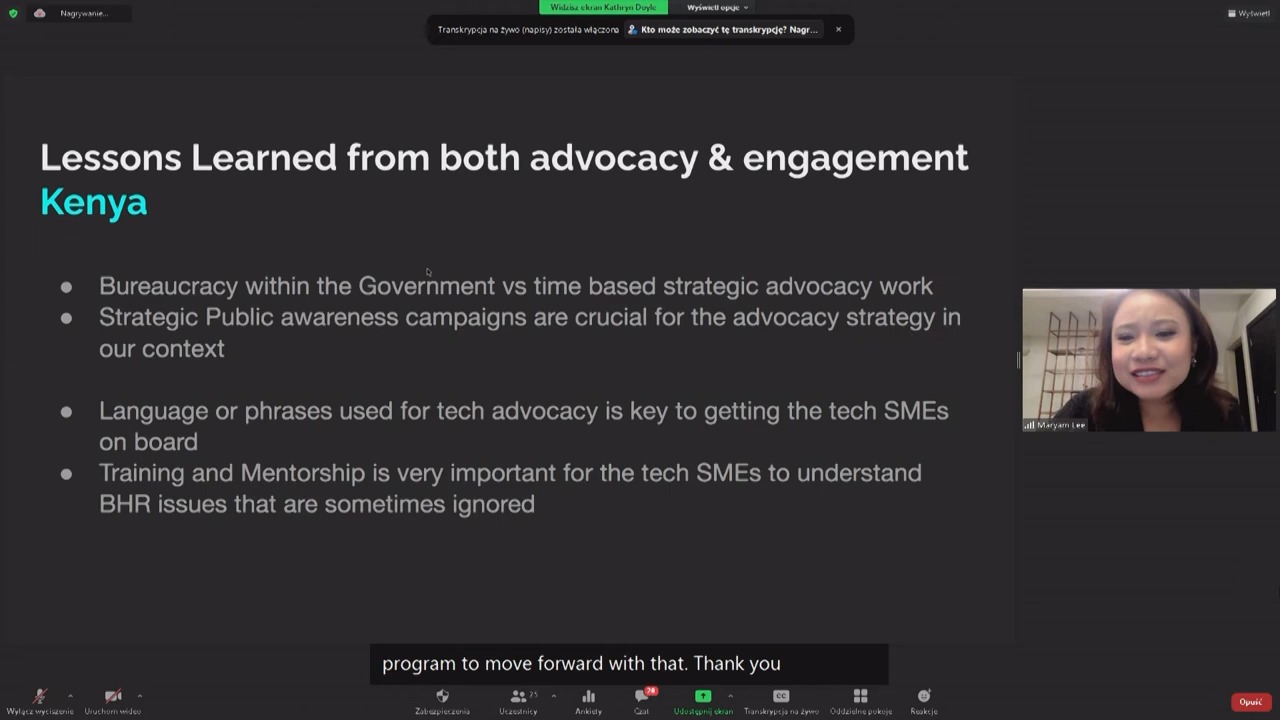 Nagrywanie...
Widzisz ekran Kathryn Doyle
Wyświetl opcje
Wyświetl
Transkrypcja na żywo (napisy) została włączona
Kto może zobaczyć tę transkrypcję? Nagr...
Lessons Learned from both advocacy & engagement
Kenya
Bureaucracy within the Government vs time based strategic advocacy work
Strategic Public awareness campaigns are crucial for the advocacy strategy in
our context
Language or phrases used for tech advocacy is key to getting the tech SMEs
on board
Training and Mentorship is very important for the tech SMEs to understand
BHR issues that are sometimes ignored
Maryam Lee
program to move forward with that. Thank you
Wyłącz wyciszenie
Uruchom wideo
Zabezpieczenia
Uczestnicy
25
Ankiety
Czat
Udostępnij ekran
CC
Transkrypcja na żywo
Oddzielne pokoje
Reakcje
Opuść